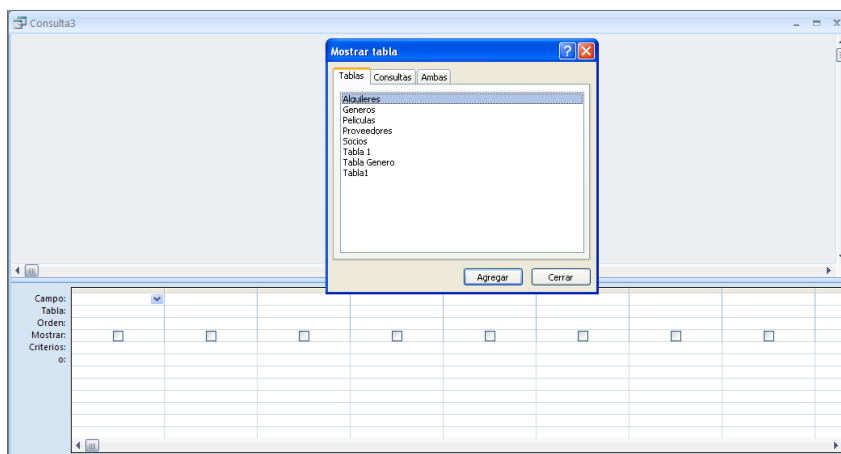 Consulta3
Mostrar tabla
Tablas Consultas Ambas
Alquileres
Generos
Peliculas
Proveedores
Socios
Tabla 1
Tabla Genero
Tabla1
Agregar Cerrar
Campo:
Tabla:
Orden:
Mostrar:
Criterios:
o: